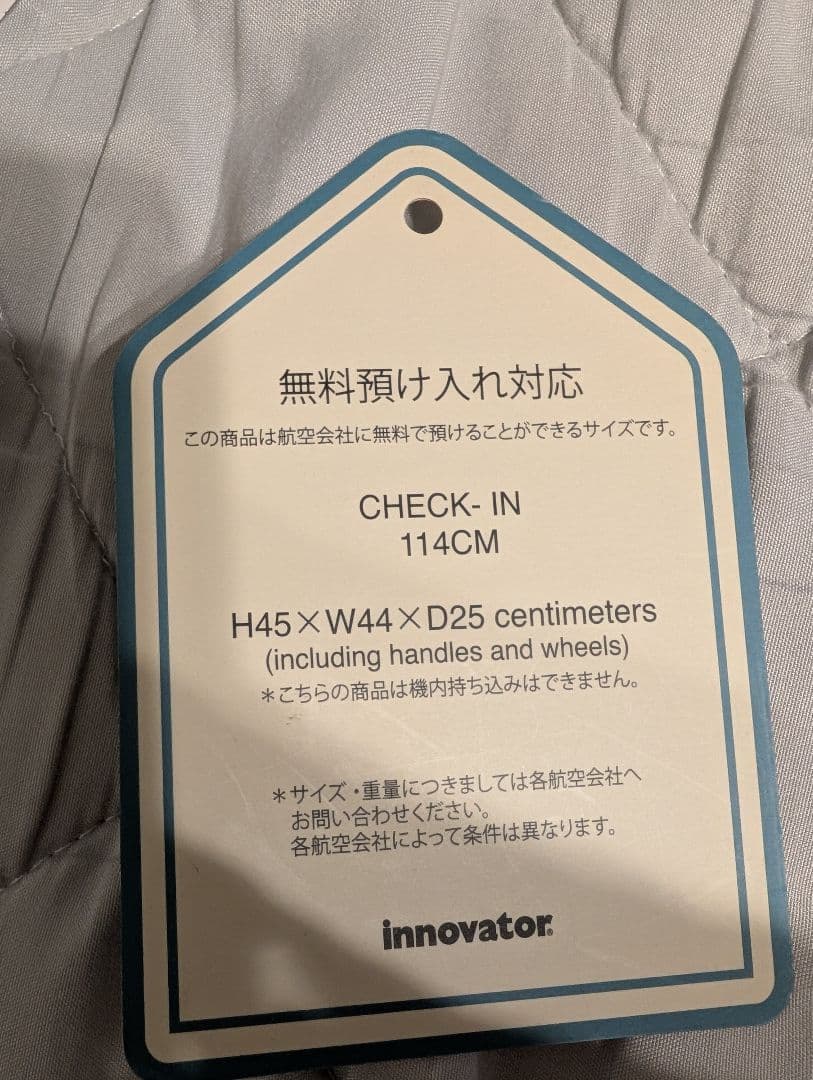 無料預け入れ対応
この商品は航空会社に無料で預けることができるサイズです。
CHECK- IN
114CM
H45×W44×D25 centimeters
(including handles and wheels)
＊こちらの商品は機内持ち込みはできません。
＊サイズ・重量につきましては各航空会社へ
お問い合わせください。
各航空会社によって条件は異なります。
innovator®